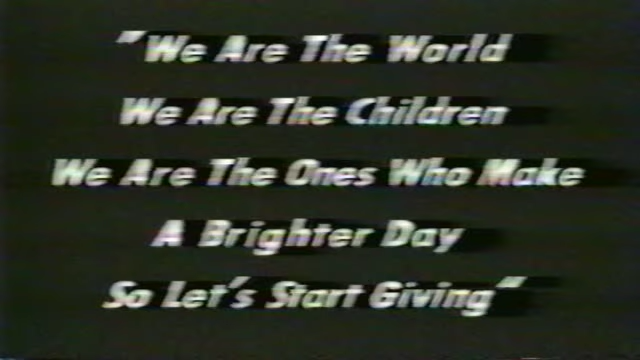 "We Are The World
We Are The Children
We Are The Ones Who Make
A Brighter Day
So Let's Start Giving"